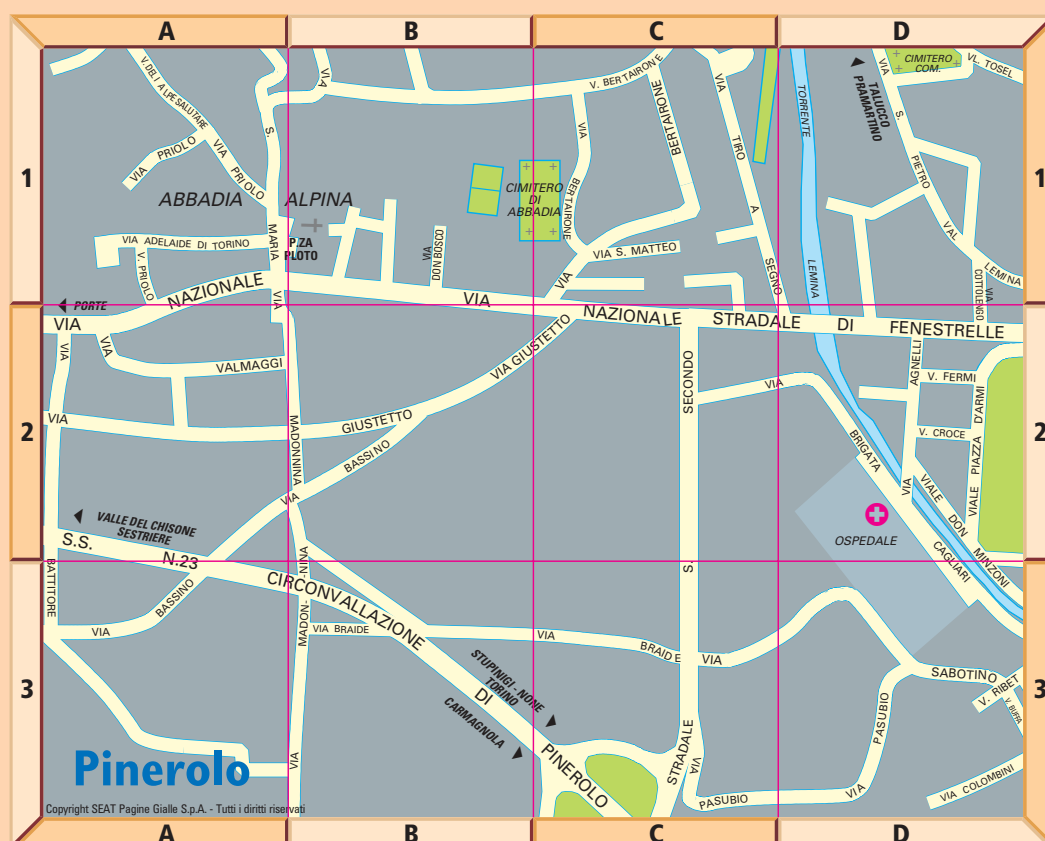 A
B
C
D
1
1
2
2
3
3
V. DELL ALPE SALUTARE
VIA PRIOLO
VIA PRIOLO
ABBADIA ALPINA
VIA ADELAIDE DI TORINO
V. PRIOLO
S.
MARIA
VIA
P.ZA
PLOTO
VIA
VIA
DON BOSCO
V. BERTAIRONE
VIA
BERTAIRONE
BERTAIRONE
CIMITERO
DI
ABBADIA
VIA S. MATTEO
VIA
VIA
TIRO
A
SEGNO
TORRENTE
LEMINA
TALUCCO
PRAMARTINO
CIMITERO
COM.
VL. TOSEL
VIA
S.
PIETRO
VAL
LEMINA
VIA
COTTOLENGO
PORTE
VIA
NAZIONALE
VIA
NAZIONALE
STRADALE DI FENESTRELLE
VIA
VIA
VALMAGGI
VIA
GIUSTETTO
VIA GIUSTETTO
MADONNINA
BASSINO
VIA
SECONDO
VIA
BRIGATA
CAGLIARI
AGNELLI
VIA
V. FERMI
V. CROCE
VIALE PIAZZA D'ARMI
VIALE DON MINZONI
OSPEDALE
VALLE DEL CHISONE
SESTRIERE
S.S. N.23
CIRCONVALLAZIONE
DI
PINEROLO
BATTITORE
VIA
BASSINO
MADON-
NINA
VIA
VIA BRAIDE
VIA
BRAIDE
VIA
S.
STRADALE
STUPINIGI - NONE
TORINO
CARMAGNOLA
VIA
PASUBIO
VIA
PASUBIO
SABOTINO
V. RIBET
V. BUFFA
VIA COLOMBINI
Pinerolo
Copyright SEAT Pagine Gialle S.p.A. - Tutti i diritti riservati
A
B
C
D